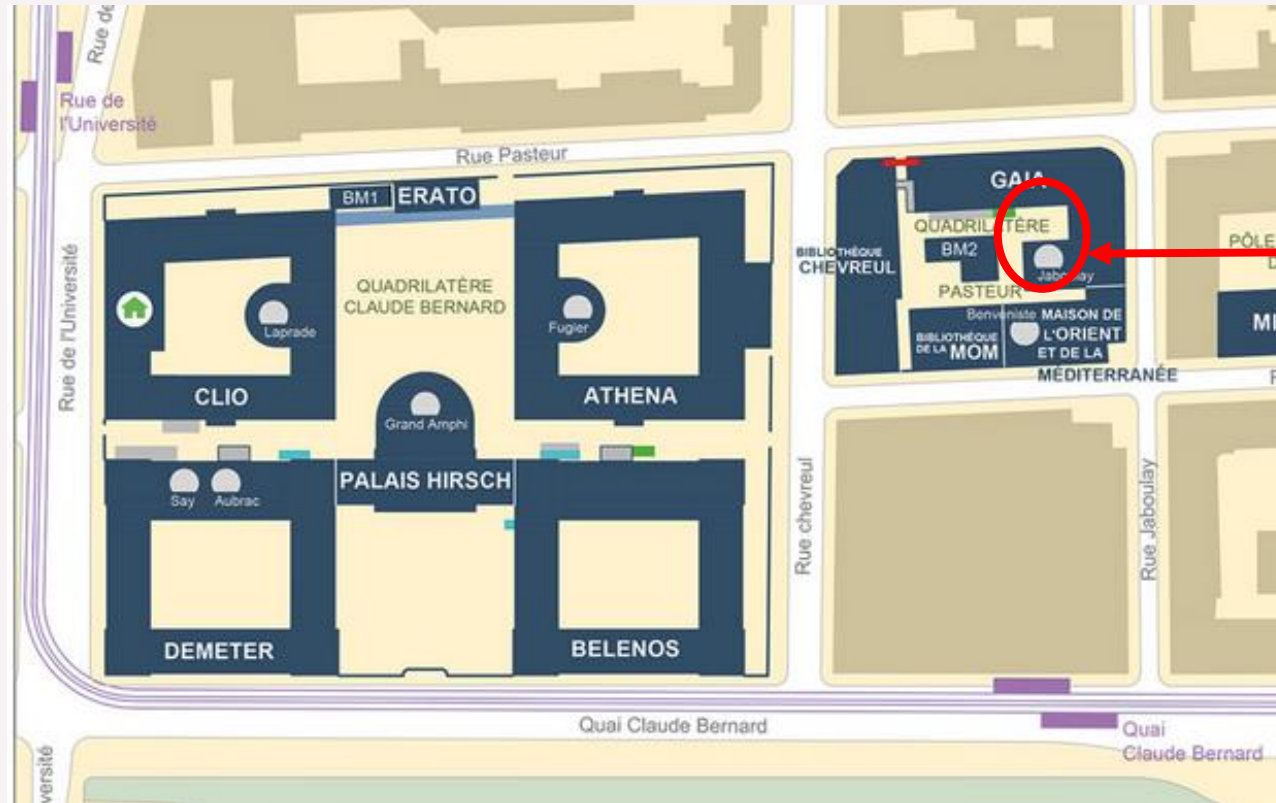 Rue de
Rue de
l'Université
Rue Pasteur
BM1
ERATO
GAIA
QUADRILATÈRE
BM2
BIBLIOTHÈQUE
CHEVREUL
Jaboulay
PASTEUR
Benveniste
MAISON DE
L'ORIENT
ET DE LA
MÉDITERRANÉE
BIBLIOTHÈQUE
DE LA MOM
PÔLE
Rue de l'Université
QUADRILATÈRE
CLAUDE BERNARD
Laprade
Fugier
CLIO
ATHENA
Grand Amphi
PALAIS HIRSCH
Say
Aubrac
Rue chevreul
Rue Jaboulay
DEMETER
BELENOS
Quai Claude Bernard
Quai
Claude Bernard